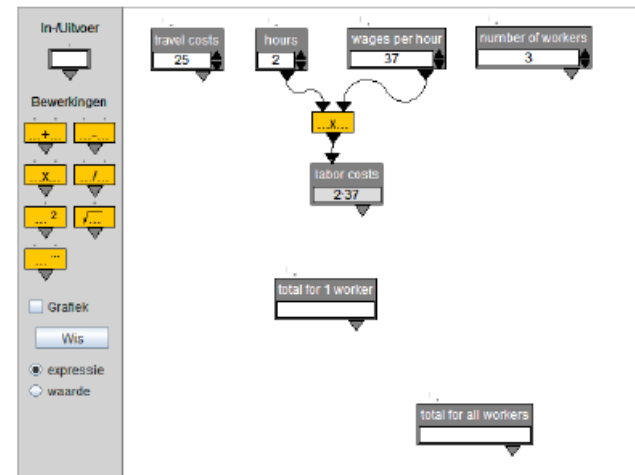 In-/Uitvoer
Bewerkingen
... + ...
... - ...
... x ...
... / ...
... ²
√ ...
... ...
Grafiek
Wis
expressie
waarde
travel costs
25
hours
2
wages per hour
37
number of workers
3
... x ...
labor costs
2·37
total for 1 worker
total for all workers